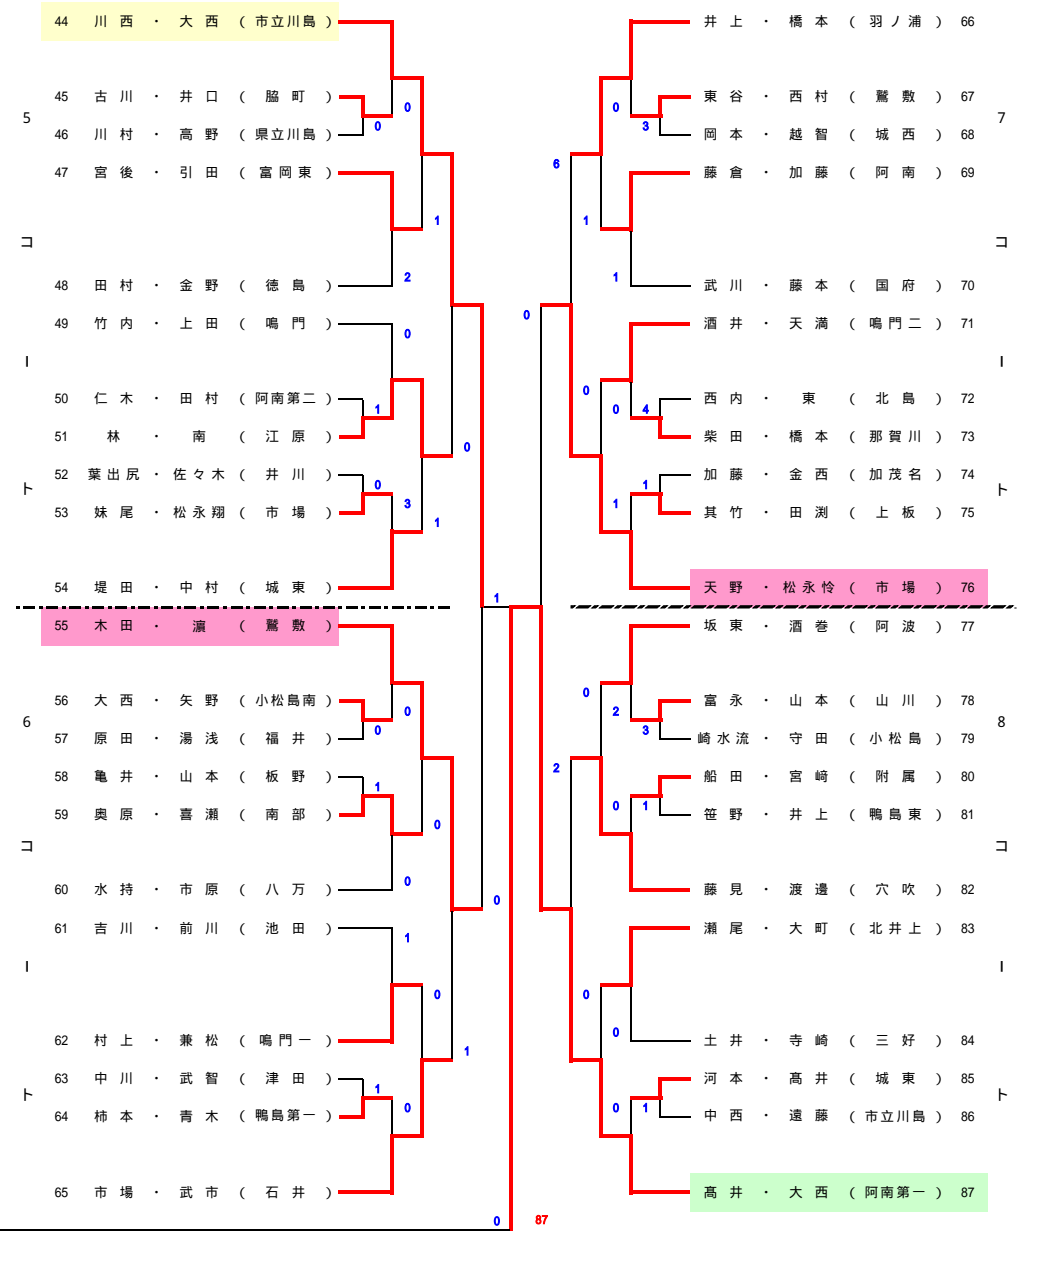 44 川西・大西 (市立川島)
45 古川・井口 (脇町)
46 川村・高野 (県立川島)
47 宮後・引田 (富岡東)
48 田村・金野 (徳島)
49 竹内・上田 (鳴門)
50 仁木・田村 (阿南第二)
51 林・南 (江原)
52 葉出尻・佐々木 (井川)
53 妹尾・松永翔 (市場)
54 堤田・中村 (城東)
55 木田・濵 (鷲敷)
56 大西・矢野 (小松島南)
57 原田・湯浅 (福井)
58 亀井・山本 (板野)
59 奥原・喜瀬 (南部)
60 水持・市原 (八万)
61 吉川・前川 (池田)
62 村上・兼松 (鳴門一)
63 中川・武智 (津田)
64 柿本・青木 (鴨島第一)
65 市場・武市 (石井)
5コート
6コート
0
0
1
2
0
1
0
0
3
1
0
0
1
0
0
1
0
1
1
0
1
0
0
87
井上・橋本 (羽ノ浦) 66
東谷・西村 (鷲敷) 67
岡本・越智 (城西) 68
藤倉・加藤 (阿南) 69
武川・藤本 (国府) 70
酒井・天満 (鳴門二) 71
西内・東 (北島) 72
柴田・橋本 (那賀川) 73
加藤・金西 (加茂名) 74
其竹・田渕 (上板) 75
天野・松永怜 (市場) 76
坂東・酒巻 (阿波) 77
富永・山本 (山川) 78
崎水流・守田 (小松島) 79
船田・宮﨑 (附属) 80
笹野・井上 (鴨島東) 81
藤見・渡邊 (穴吹) 82
瀬尾・大町 (北井上) 83
土井・寺崎 (三好) 84
河本・髙井 (城東) 85
中西・遠藤 (市立川島) 86
髙井・大西 (阿南第一) 87
7コート
8コート
0
3
6
1
1
0
0
0
4
1
1
0
2
3
2
0
1
0
0
0
1